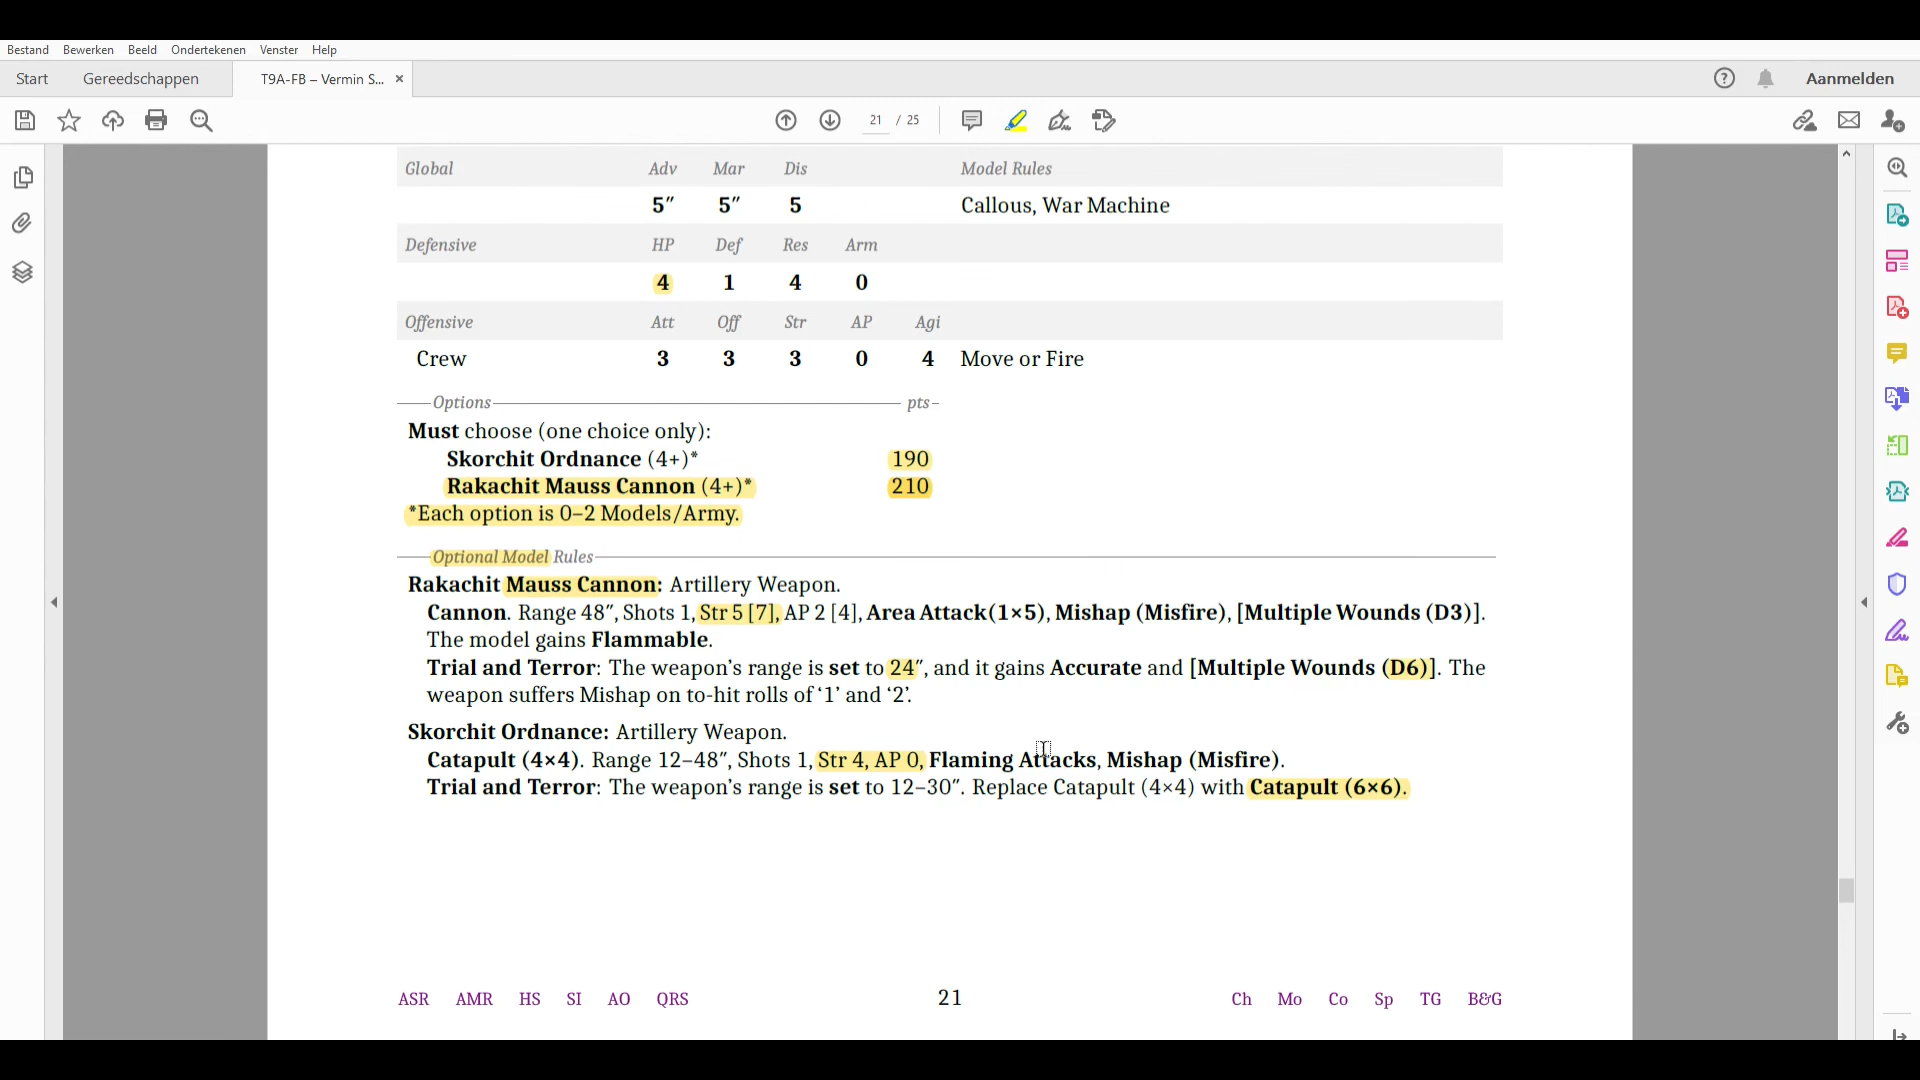 Bestand Bewerken Beeld Ondertekenen Venster Help
Start Gereedschappen T9A-FB – Vermin S... × Aanmelden
21 / 25
Global Adv Mar Dis Model Rules
5″ 5″ 5 Callous, War Machine
Defensive HP Def Res Arm
4 1 4 0
Offensive Att Off Str AP Agi
Crew 3 3 3 0 4 Move or Fire
Options pts
Must choose (one choice only):
Skorchit Ordnance (4+)* 190
Rakachit Mauss Cannon (4+)* 210
*Each option is 0–2 Models/Army.
Optional Model Rules
Rakachit Mauss Cannon: Artillery Weapon.
Cannon. Range 48″, Shots 1, Str 5 [7], AP 2 [4], Area Attack(1×5), Mishap (Misfire), [Multiple Wounds (D3)].
The model gains Flammable.
Trial and Terror: The weapon’s range is set to 24″, and it gains Accurate and [Multiple Wounds (D6)]. The
weapon suffers Mishap on to-hit rolls of ‘1’ and ‘2’.
Skorchit Ordnance: Artillery Weapon.
Catapult (4×4). Range 12–48″, Shots 1, Str 4, AP 0, Flaming Attacks, Mishap (Misfire).
Trial and Terror: The weapon’s range is set to 12–30″. Replace Catapult (4×4) with Catapult (6×6).
ASR AMR HS SI AO QRS 21 Ch Mo Co Sp TG B&G